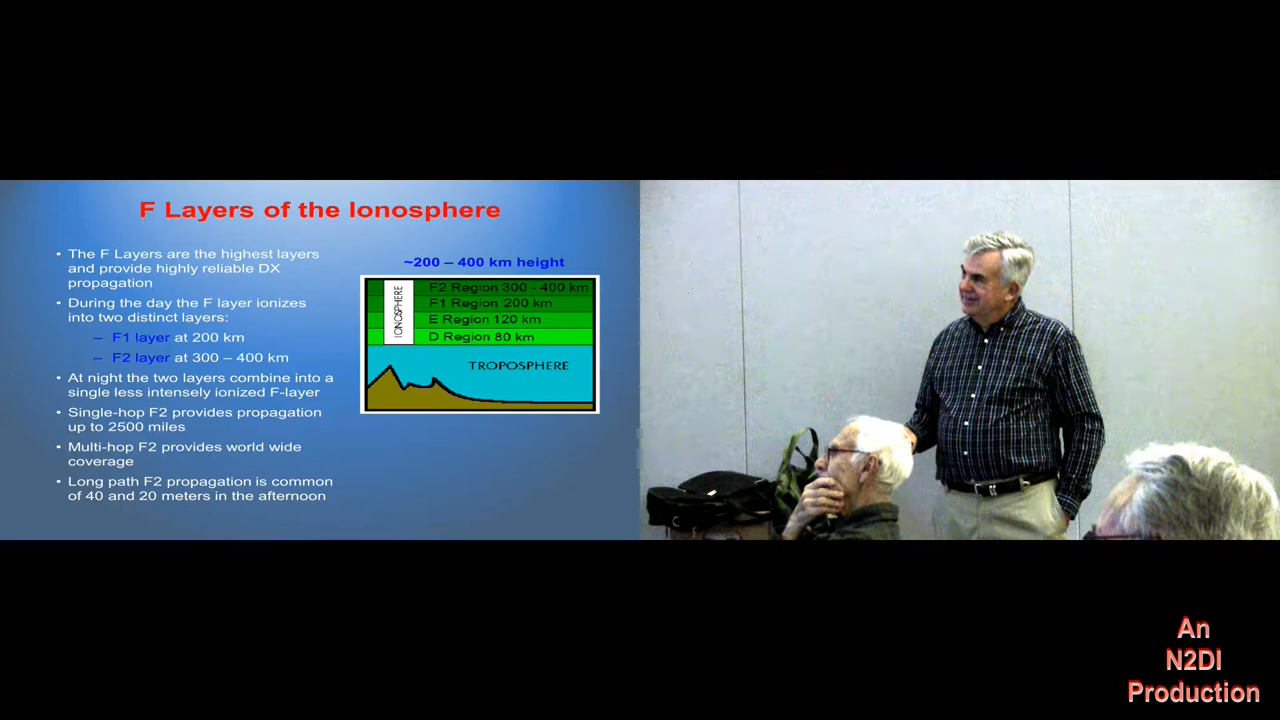 F Layers of the Ionosphere
• The F Layers are the highest layers
and provide highly reliable DX
propagation
• During the day the F layer ionizes
into two distinct layers:
– F1 layer at 200 km
– F2 layer at 300 – 400 km
• At night the two layers combine into a
single less intensely ionized F-layer
• Single-hop F2 provides propagation
up to 2500 miles
• Multi-hop F2 provides world wide
coverage
• Long path F2 propagation is common
of 40 and 20 meters in the afternoon
~200 – 400 km height
IONOSPHERE
F2 Region 300 - 400 km
F1 Region 200 km
E Region 120 km
D Region 80 km
TROPOSPHERE
An
N2DI
Production